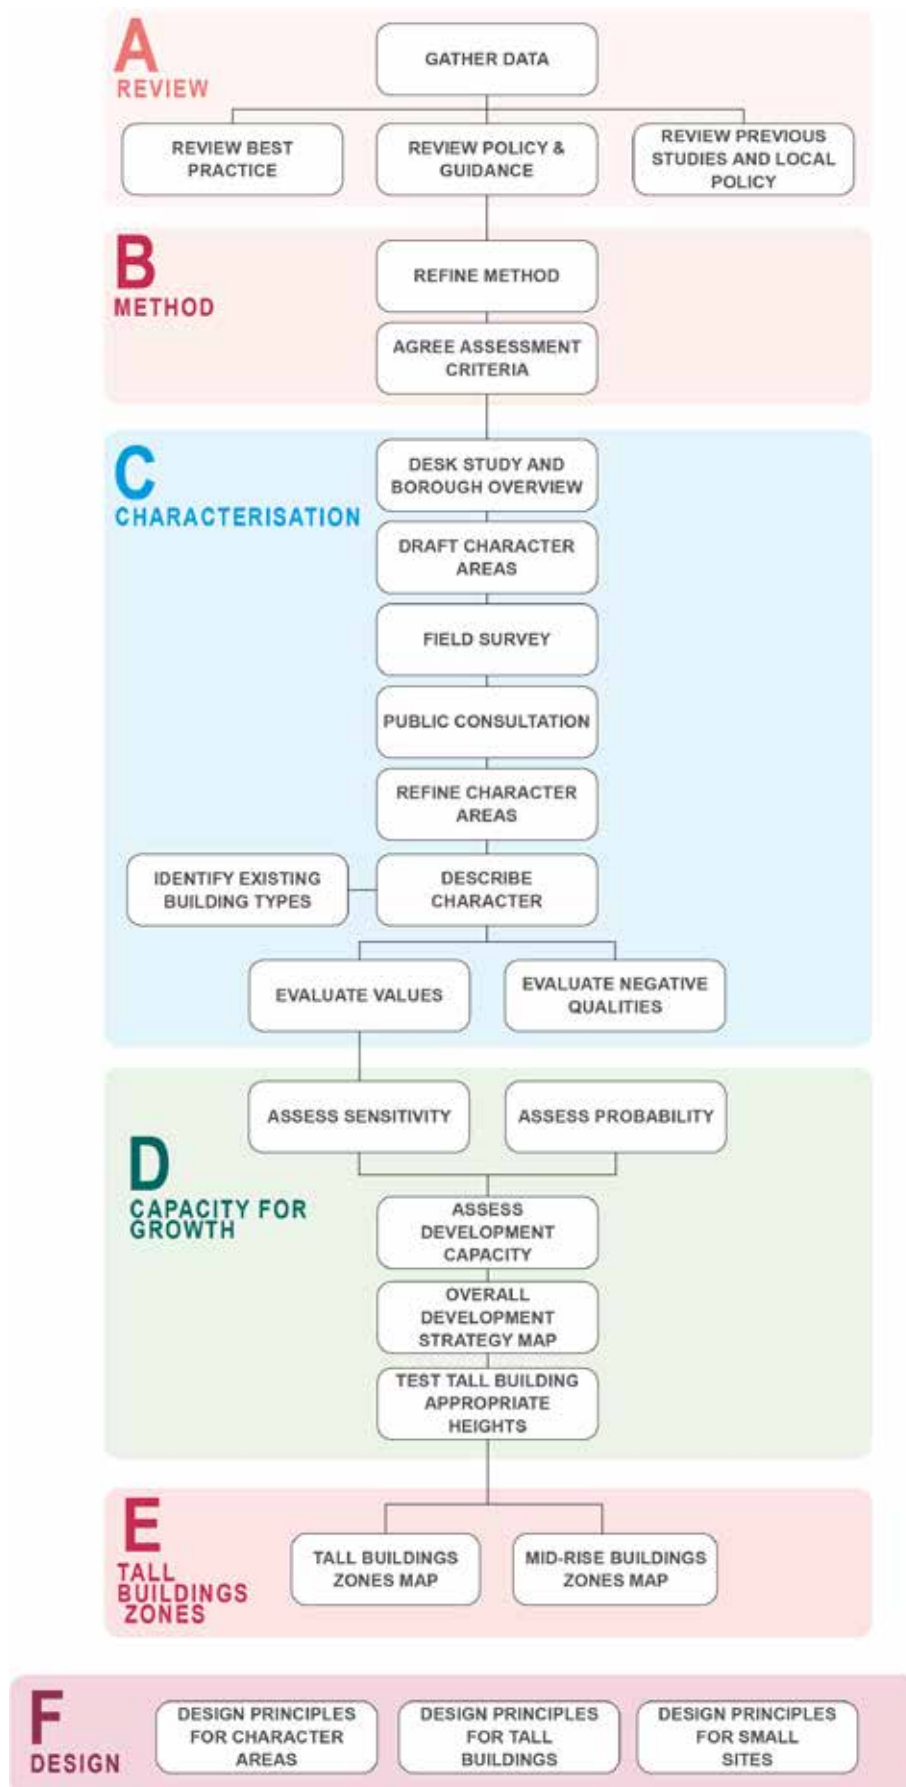 A
REVIEW
GATHER DATA
REVIEW BEST
PRACTICE
REVIEW POLICY &
GUIDANCE
REVIEW PREVIOUS
STUDIES AND LOCAL
POLICY
B
METHOD
REFINE METHOD
AGREE ASSESSMENT
CRITERIA
C
CHARACTERISATION
DESK STUDY AND
BOROUGH OVERVIEW
DRAFT CHARACTER
AREAS
FIELD SURVEY
PUBLIC CONSULTATION
REFINE CHARACTER
AREAS
IDENTIFY EXISTING
BUILDING TYPES
DESCRIBE
CHARACTER
EVALUATE VALUES
EVALUATE NEGATIVE
QUALITIES
D
CAPACITY FOR
GROWTH
ASSESS SENSITIVITY
ASSESS PROBABILITY
ASSESS
DEVELOPMENT
CAPACITY
OVERALL
DEVELOPMENT
STRATEGY MAP
TEST TALL BUILDING
APPROPRIATE
HEIGHTS
E
TALL
BUILDINGS
ZONES
TALL BUILDINGS
ZONES MAP
MID-RISE BUILDINGS
ZONES MAP
F
DESIGN
DESIGN PRINCIPLES
FOR CHARACTER
AREAS
DESIGN PRINCIPLES
FOR TALL
BUILDINGS
DESIGN PRINCIPLES
FOR SMALL
SITES